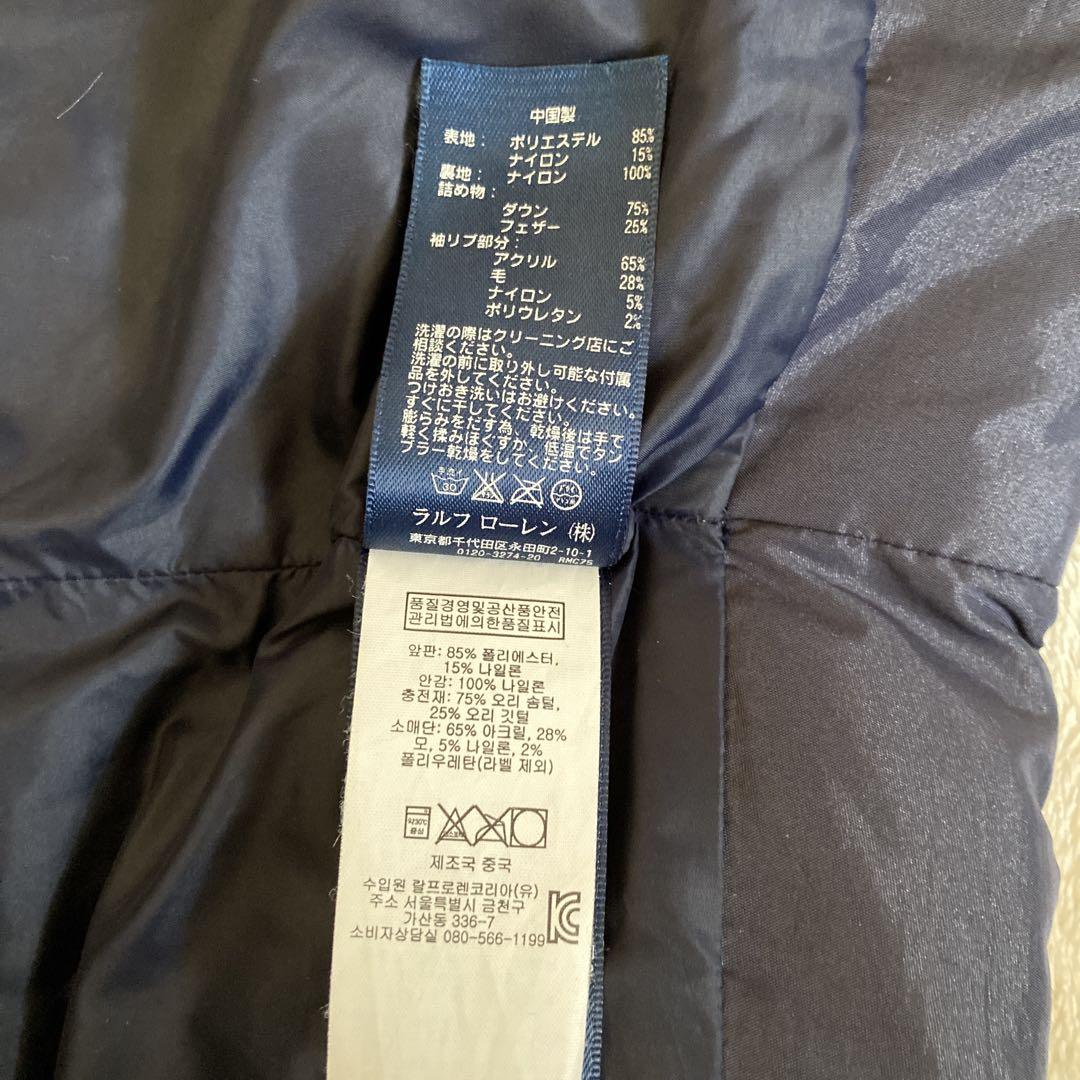 中国製
表地: ポリエステル 85%
ナイロン 15%
裏地: ナイロン 100%
詰め物:
ダウン 75%
フェザー 25%
袖リブ部分:
アクリル 65%
毛 28%
ナイロン 5%
ポリウレタン 2%
洗濯の際はクリーニング店にご
相談ください。
洗濯の前に取り外し可能な付属
品を外してください。
つけおき洗いはお避けください。
すぐに干してください。
膨らみをだす為、乾燥後は手で
軽く揉みほぐすか、低温でタン
ブラー乾燥をしてください。
手洗イ
30
ドライ
ラルフ ローレン (株)
東京都千代田区永田町2-10-1
0120-3274-20 RMC75
품질경영및공산품안전
관리법에의한품질표시
앞판: 85% 폴리에스터,
15% 나일론
안감: 100% 나일론
충전재: 75% 오리 솜털,
25% 오리 깃털
소매단: 65% 아크릴, 28%
모, 5% 나일론, 2%
폴리우레탄(라벨 제외)
약30℃
중성
제조국 중국
수입원 랄프로렌코리아(유)
주소 서울특별시 금천구
가산동 336-7
소비자상담실 080-566-1199